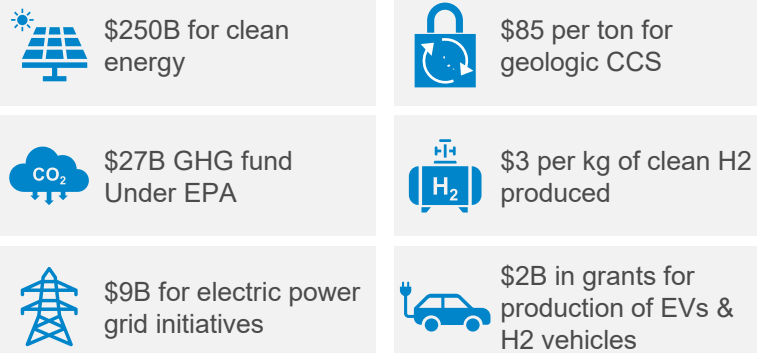 $250B for clean
energy
$85 per ton for
geologic CCS
CO2
$27B GHG fund
Under EPA
H2
$3 per kg of clean H2
produced
$9B for electric power
grid initiatives
$2B in grants for
production of EVs &
H2 vehicles